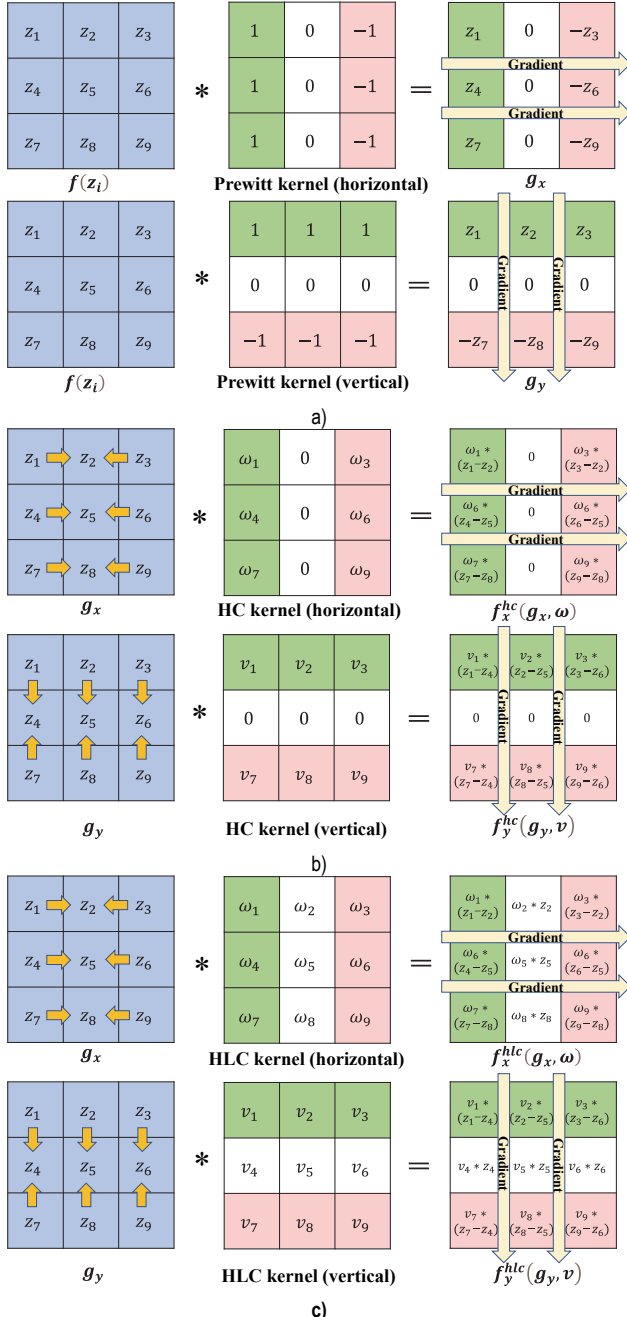 z₁ z₂ z₃ 1 0 −1 z₁ 0 −z₃
Gradient
z₄ z₅ z₆ * 1 0 −1 = z₄ 0 −z₆
Gradient
z₇ z₈ z₉ 1 0 −1 z₇ 0 −z₉
f(zᵢ) Prewitt kernel (horizontal) gₓ
z₁ z₂ z₃ 1 1 1 z₁ z₂ z₃
Gradient Gradient
z₄ z₅ z₆ * 0 0 0 = 0 0 0
z₇ z₈ z₉ −1 −1 −1 −z₇ −z₈ −z₉
f(zᵢ) Prewitt kernel (vertical) g_y
a)
z₁ z₂ z₃ ω₁ 0 ω₃ ω₁ * (z₁−z₂) 0 ω₃ * (z₃−z₂)
Gradient
z₄ z₅ z₆ * ω₄ 0 ω₆ = ω₆ * (z₄−z₅) 0 ω₆ * (z₆−z₅)
Gradient
z₇ z₈ z₉ ω₇ 0 ω₉ ω₇ * (z₇−z₈) 0 ω₉ * (z₉−z₈)
gₓ HC kernel (horizontal) fₓʰᶜ(gₓ, ω)
z₁ z₂ z₃ v₁ v₂ v₃ v₁ * (z₁−z₄) v₂ * (z₂−z₅) v₃ * (z₃−z₆)
Gradient Gradient
z₄ z₅ z₆ * 0 0 0 = 0 0 0
z₇ z₈ z₉ v₇ v₈ v₉ v₇ * (z₇−z₄) v₈ * (z₈−z₅) v₉ * (z₉−z₆)
g_y HC kernel (vertical) f_yʰᶜ(g_y, v)
b)
z₁ z₂ z₃ ω₁ ω₂ ω₃ ω₁ * (z₁−z₂) ω₂ * z₂ ω₃ * (z₃−z₂)
Gradient
z₄ z₅ z₆ * ω₄ ω₅ ω₆ = ω₆ * (z₄−z₅) ω₅ * z₅ ω₆ * (z₆−z₅)
Gradient
z₇ z₈ z₉ ω₇ ω₈ ω₉ ω₇ * (z₇−z₈) ω₈ * z₈ ω₉ * (z₉−z₈)
gₓ HLC kernel (horizontal) fₓʰˡᶜ(gₓ, ω)
z₁ z₂ z₃ v₁ v₂ v₃ v₁ * (z₁−z₄) v₂ * (z₂−z₅) v₃ * (z₃−z₆)
Gradient Gradient
z₄ z₅ z₆ * v₄ v₅ v₆ = v₄ * z₄ v₅ * z₅ v₆ * z₆
z₇ z₈ z₉ v₇ v₈ v₉ v₇ * (z₇−z₄) v₈ * (z₈−z₅) v₉ * (z₉−z₆)
g_y HLC kernel (vertical) f_yʰˡᶜ(g_y, v)
c)